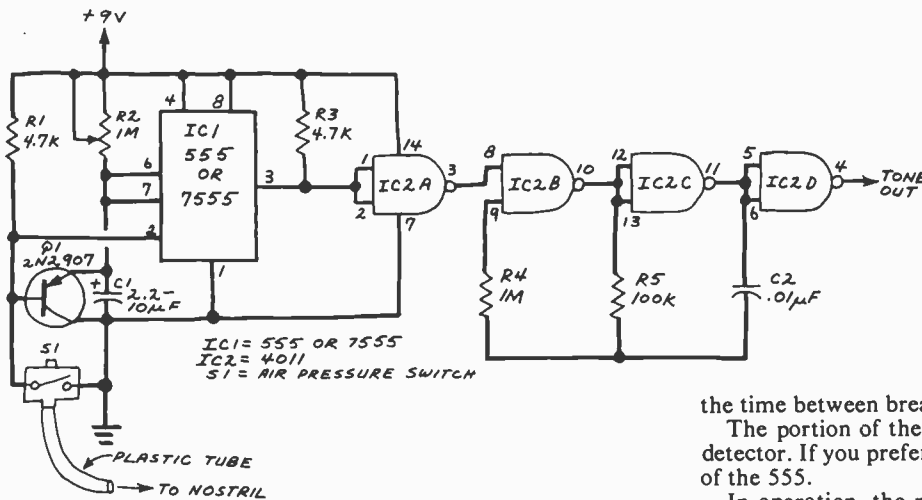 +9V
R1
4.7K
R2
1M
4
8
IC1
555
OR
7555
6
7
2
3
1
R3
4.7K
14
1
2
IC2A
3
7
8
9
IC2B
10
12
13
IC2C
11
5
6
IC2D
4
TONE
OUT
Q1
2N2907
+
C1
2.2-
10µF
R4
1M
R5
100K
C2
.01µF
S1
IC1 = 555 OR 7555
IC2 = 4011
S1 = AIR PRESSURE SWITCH
PLASTIC TUBE
TO NOSTRIL
the time between brea
The portion of the
detector. If you prefer
of the 555.